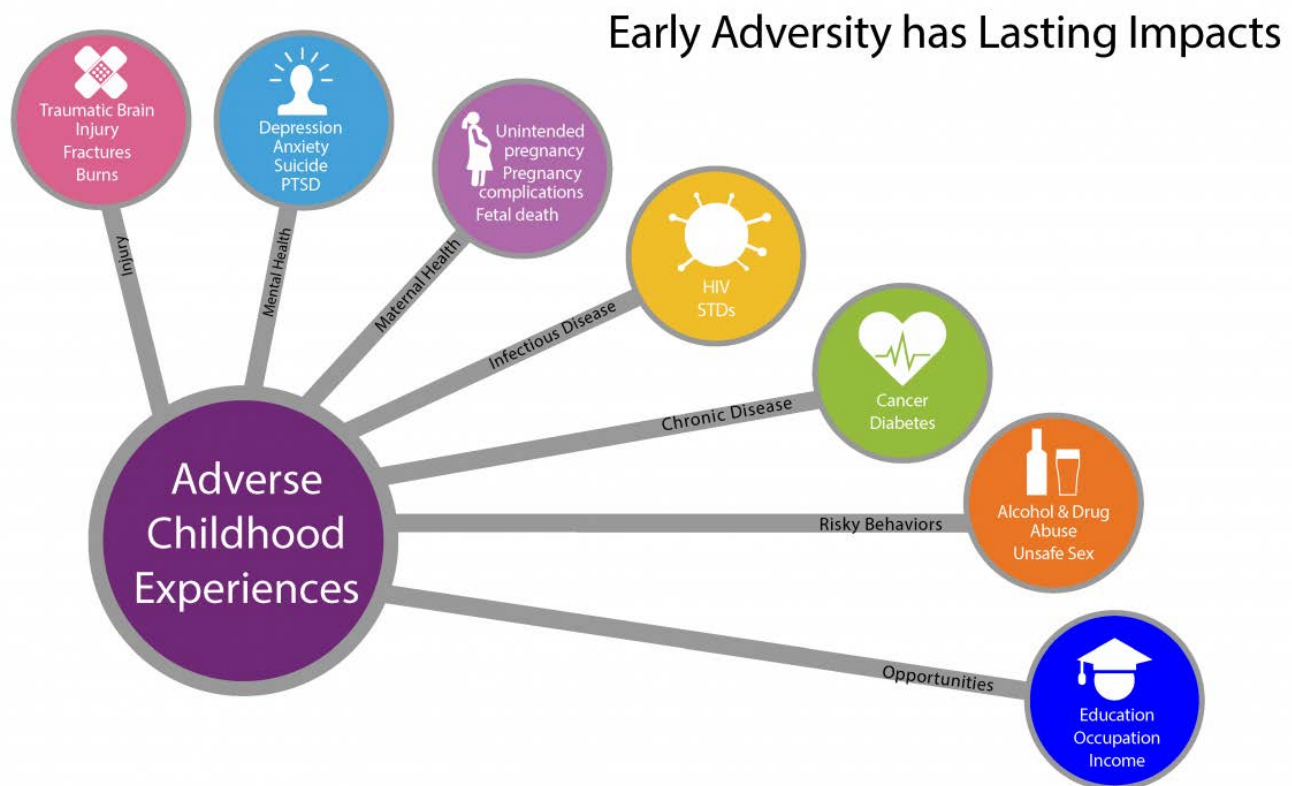 Early Adversity has Lasting Impacts
Traumatic Brain
Injury
Fractures
Burns
Injury
Depression
Anxiety
Suicide
PTSD
Mental Health
Unintended
pregnancy
Pregnancy
complications
Fetal death
Maternal Health
HIV
STDs
Infectious Disease
Cancer
Diabetes
Chronic Disease
Alcohol & Drug
Abuse
Unsafe Sex
Risky Behaviors
Education
Occupation
Income
Opportunities
Adverse
Childhood
Experiences